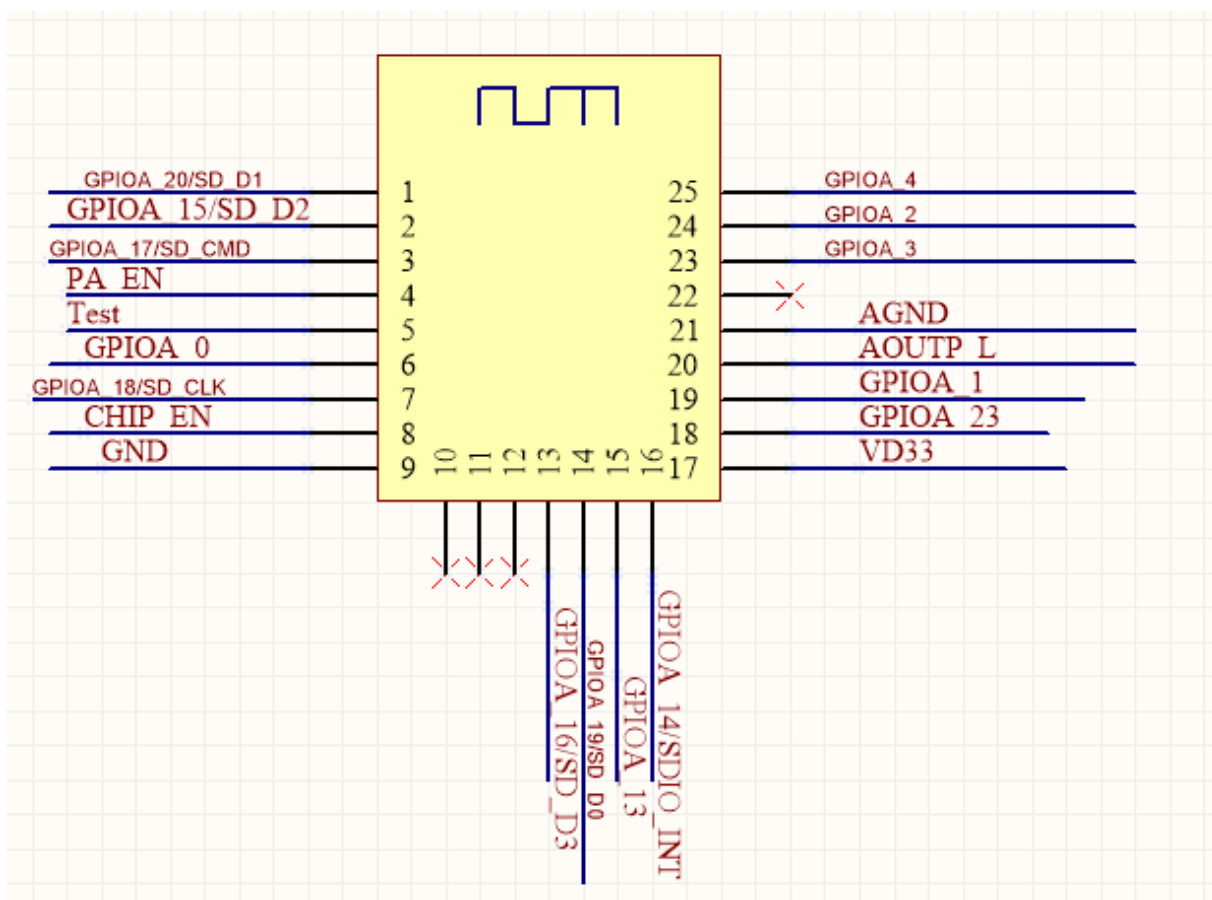 GPIOA_20/SD_D1 1
GPIOA_15/SD_D2 2
GPIOA_17/SD_CMD 3
PA_EN 4
Test 5
GPIOA_0 6
GPIOA_18/SD_CLK 7
CHIP_EN 8
GND 9
10
11
12
13 GPIOA_16/SD_D3
14 GPIOA_19/SD_D0
15 GPIOA_13
16 GPIOA_14/SDIO_INT
25 GPIOA_4
24 GPIOA_2
23 GPIOA_3
22
21 AGND
20 AOUTP_L
19 GPIOA_1
18 GPIOA_23
17 VD33